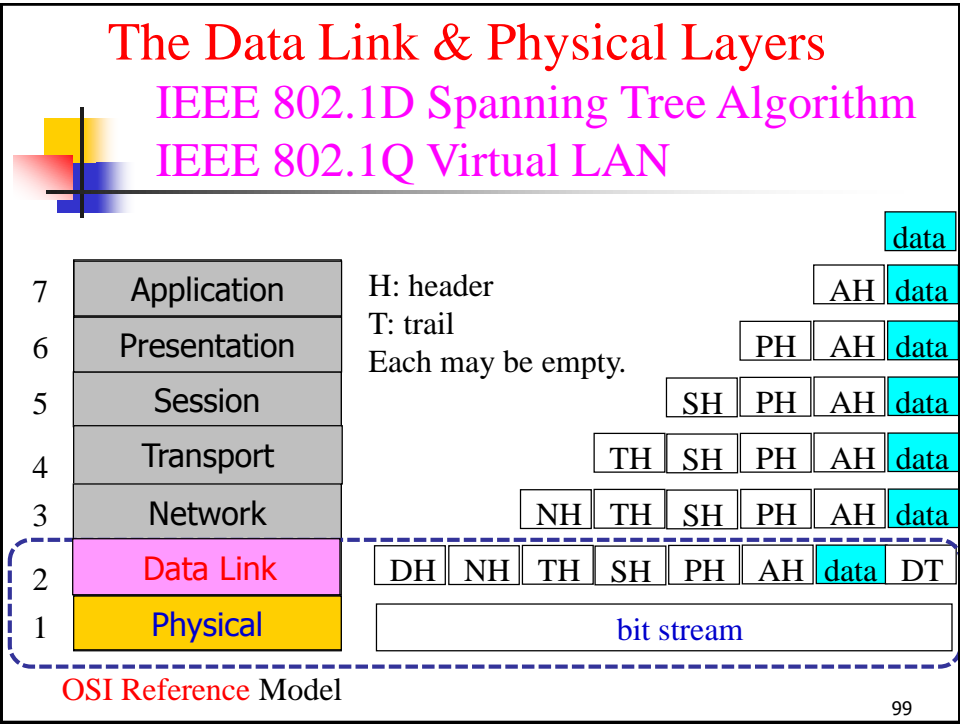 The Data Link & Physical Layers
IEEE 802.1D Spanning Tree Algorithm
IEEE 802.1Q Virtual LAN
data
7 Application H: header AH data
T: trail
6 Presentation Each may be empty. PH AH data
5 Session SH PH AH data
4 Transport TH SH PH AH data
3 Network NH TH SH PH AH data
2 Data Link DH NH TH SH PH AH data DT
1 Physical bit stream
OSI Reference Model
99